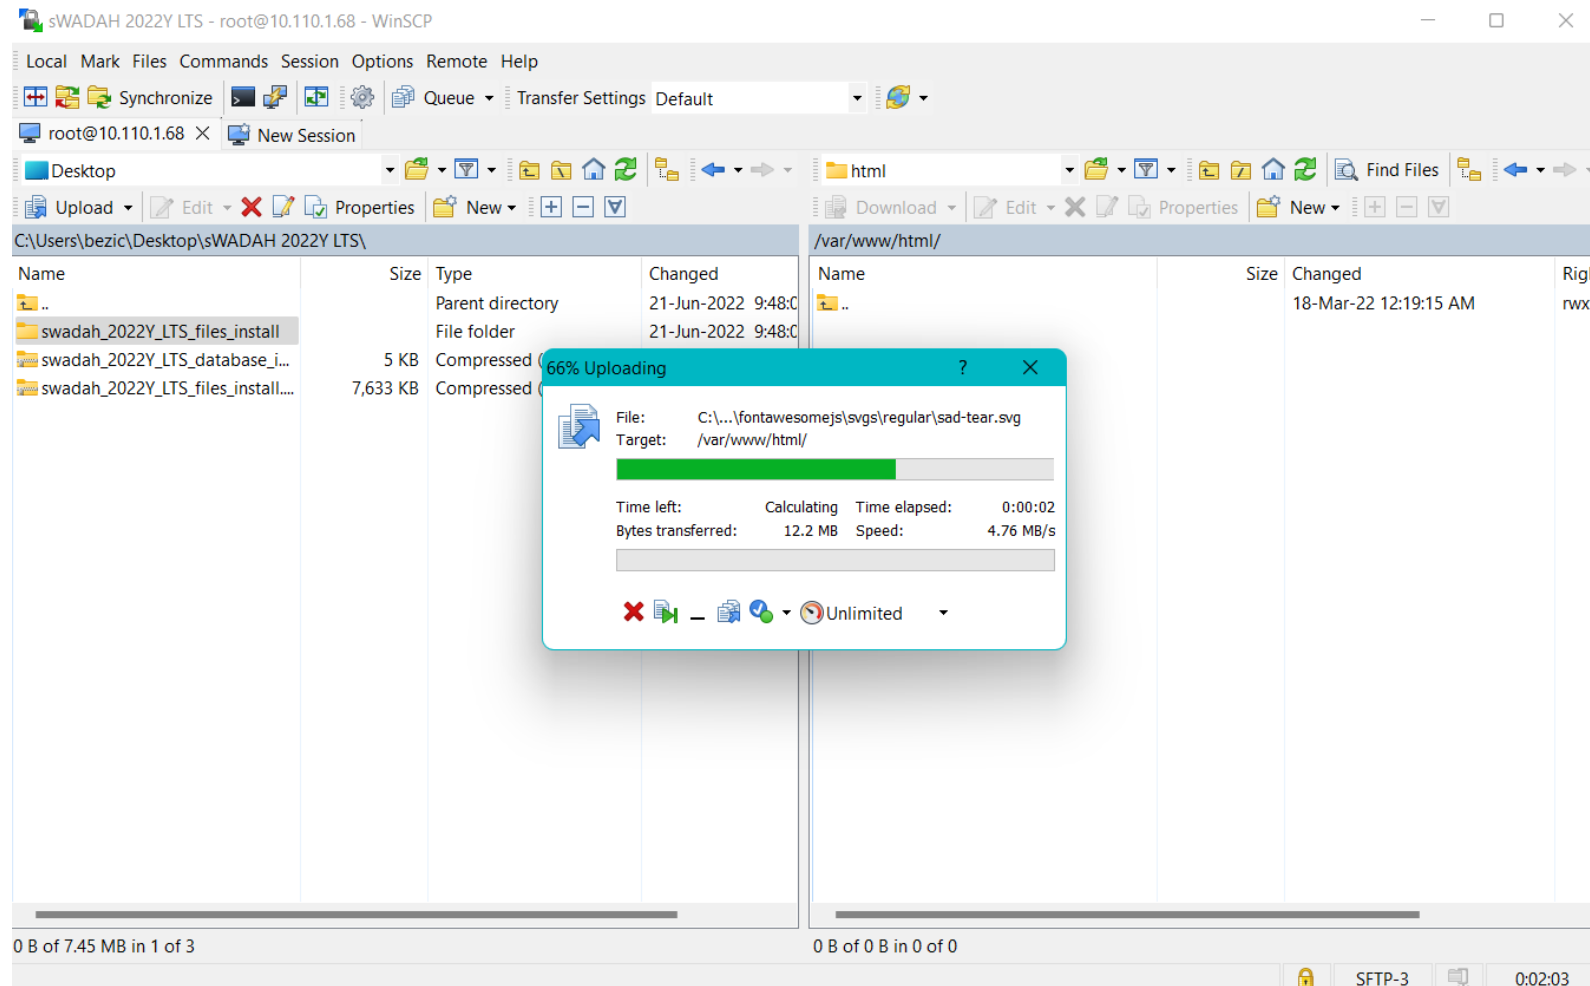 sWADAH 2022Y LTS - root@10.110.1.68 - WinSCP
Local Mark Files Commands Session Options Remote Help
Synchronize Queue Transfer Settings Default
root@10.110.1.68 New Session
Desktop
html Find Files
Upload Edit Properties New
Download Edit Properties New
C:\Users\bezic\Desktop\sWADAH 2022Y LTS\
/var/www/html/
Name Size Type Changed
.. Parent directory 21-Jun-2022 9:48:0
swadah_2022Y_LTS_files_install File folder 21-Jun-2022 9:48:0
swadah_2022Y_LTS_database_i... 5 KB Compressed (
swadah_2022Y_LTS_files_install.... 7,633 KB Compressed (
Name Size Changed Rig
.. 18-Mar-22 12:19:15 AM rwx
66% Uploading ?
File: C:\...\fontawesomejs\svgs\regular\sad-tear.svg
Target: /var/www/html/
Time left: Calculating Time elapsed: 0:00:02
Bytes transferred: 12.2 MB Speed: 4.76 MB/s
Unlimited
0 B of 7.45 MB in 1 of 3
0 B of 0 B in 0 of 0
SFTP-3 0:02:03